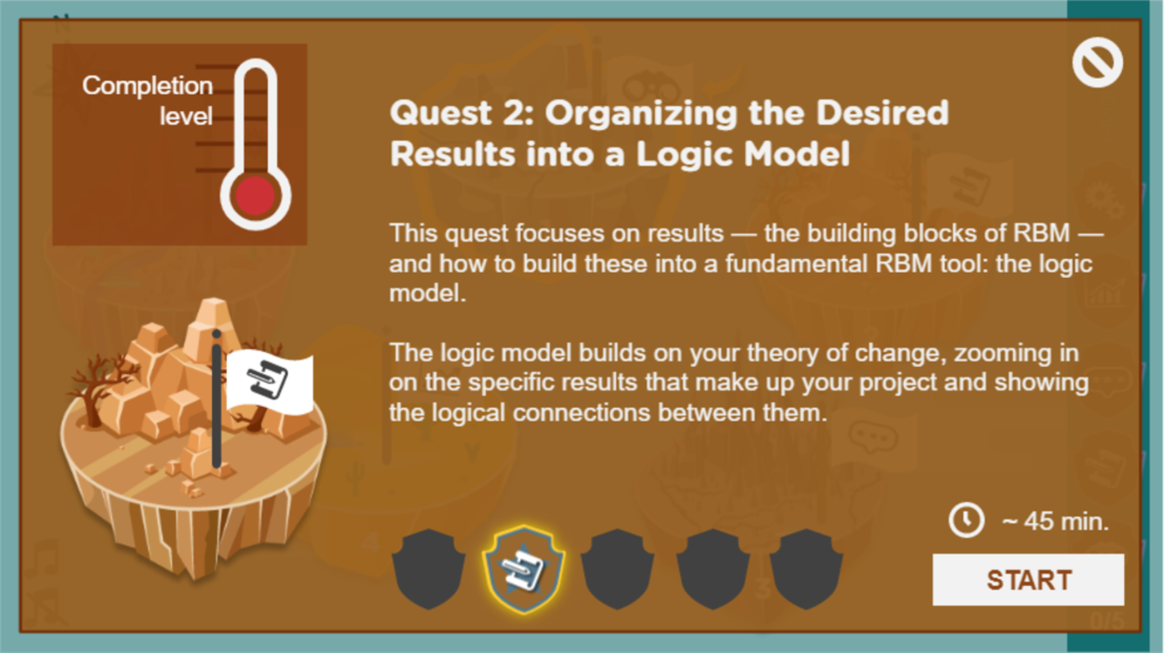 Completion
level
Quest 2: Organizing the Desired
Results into a Logic Model
This quest focuses on results — the building blocks of RBM —
and how to build these into a fundamental RBM tool: the logic
model.
The logic model builds on your theory of change, zooming in
on the specific results that make up your project and showing
the logical connections between them.
~ 45 min.
START
0/5